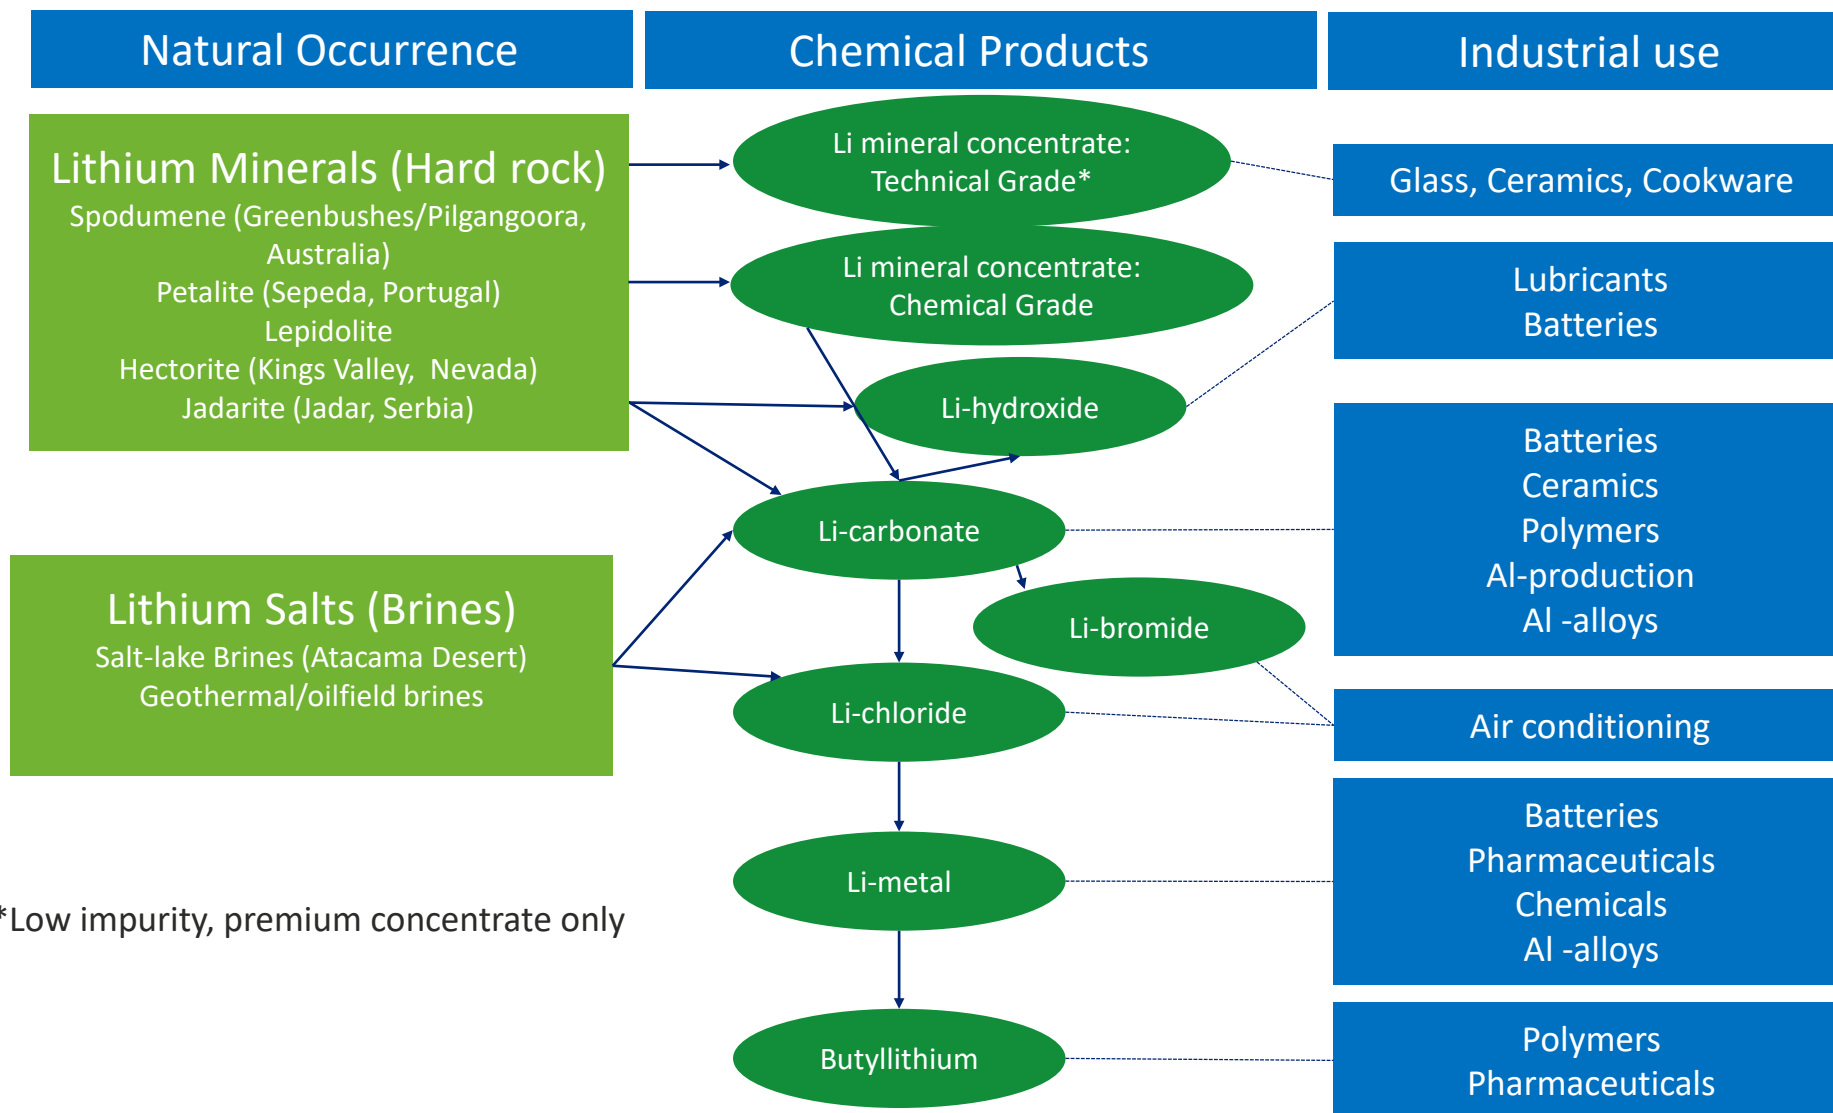 Natural Occurrence
Chemical Products
Industrial use
Lithium Minerals (Hard rock)
Spodumene (Greenbushes/Pilgangoora,
Australia)
Petalite (Sepeda, Portugal)
Lepidolite
Hectorite (Kings Valley, Nevada)
Jadarite (Jadar, Serbia)
Lithium Salts (Brines)
Salt-lake Brines (Atacama Desert)
Geothermal/oilfield brines
*Low impurity, premium concentrate only
Li mineral concentrate:
Technical Grade*
Li mineral concentrate:
Chemical Grade
Li-hydroxide
Li-carbonate
Li-bromide
Li-chloride
Li-metal
Butyllithium
Glass, Ceramics, Cookware
Lubricants
Batteries
Batteries
Ceramics
Polymers
Al-production
Al -alloys
Air conditioning
Batteries
Pharmaceuticals
Chemicals
Al -alloys
Polymers
Pharmaceuticals